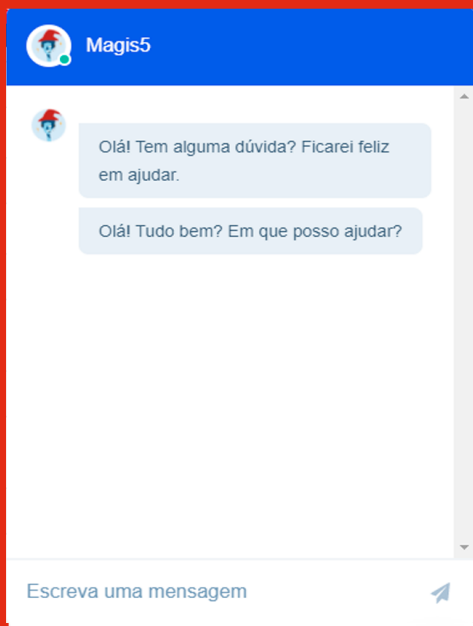 Magis5
Olá! Tem alguma dúvida? Ficarei feliz
em ajudar.
Olá! Tudo bem? Em que posso ajudar?
Escreva uma mensagem